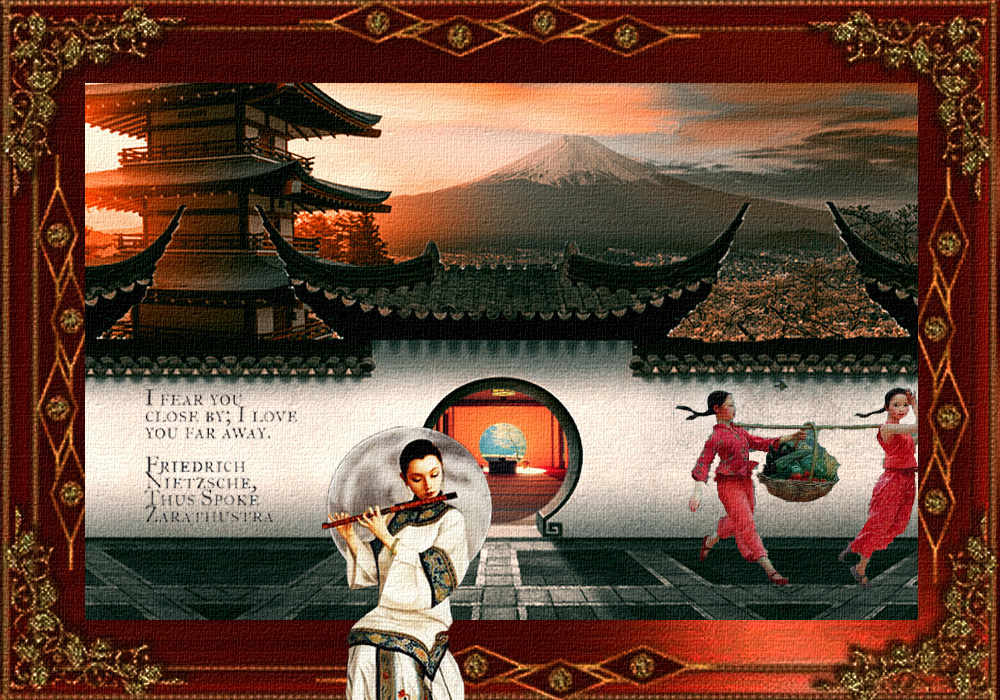 I FEAR YOU
CLOSE BY; I LOVE
YOU FAR AWAY.
FRIEDRICH
NIETZSCHE,
THUS SPOKE
ZARATHUSTRA